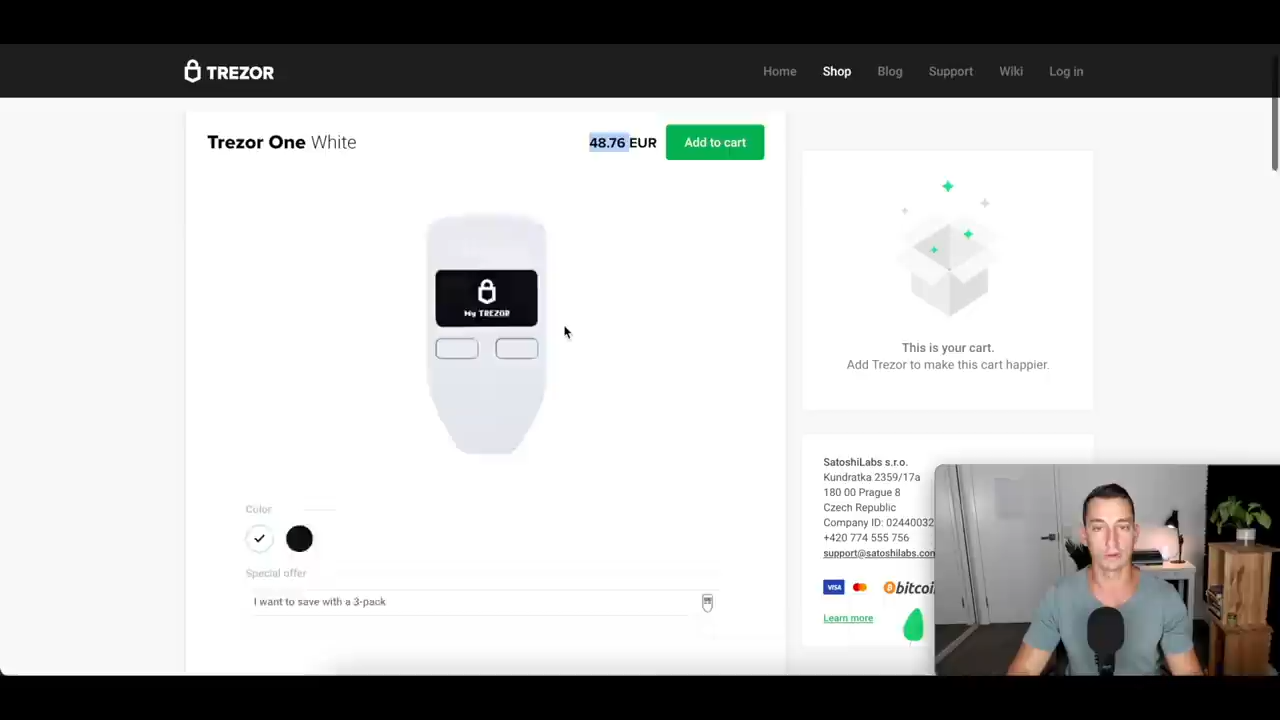 TREZOR
Home
Shop
Blog
Support
Wiki
Log in
Trezor One White
48.76 EUR
Add to cart
My TREZOR
Color
Special offer
I want to save with a 3-pack
This is your cart.
Add Trezor to make this cart happier.
SatoshiLabs s.r.o.
Kundratka 2359/17a
180 00 Prague 8
Czech Republic
Company ID: 02440032
+420 774 555 756
support@satoshilabs.com
VISA
bitcoin
Learn more